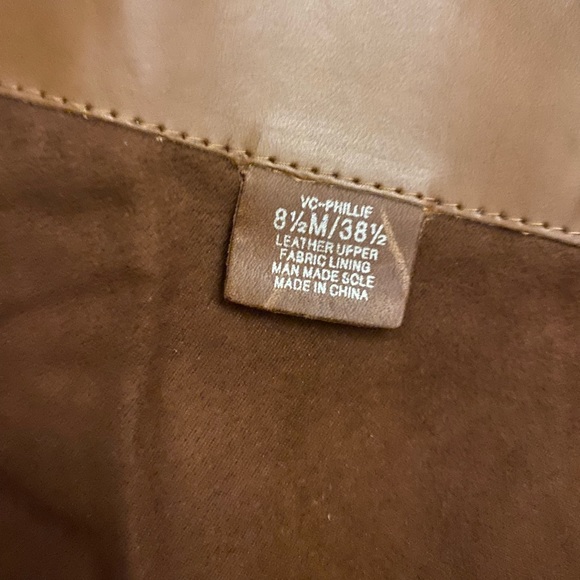 VC-PHILLIE
8½M/38½
LEATHER UPPER
FABRIC LINING
MAN MADE SOLE
MADE IN CHINA